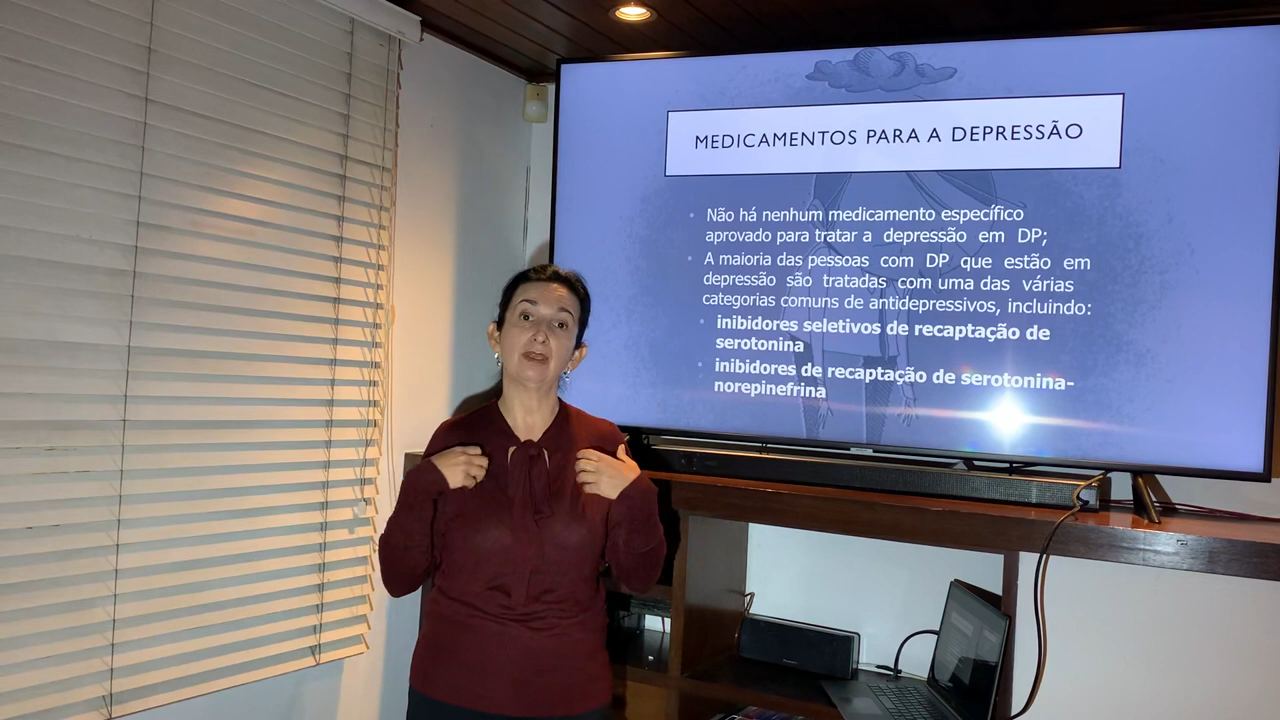 MEDICAMENTOS PARA A DEPRESSÃO
Não há nenhum medicamento específico
aprovado para tratar a depressão em DP;
A maioria das pessoas com DP que estão em
depressão são tratadas com uma das várias
categorias comuns de antidepressivos, incluindo:
inibidores seletivos de recaptação de
serotonina
inibidores de recaptação de serotonina-
norepinefrina